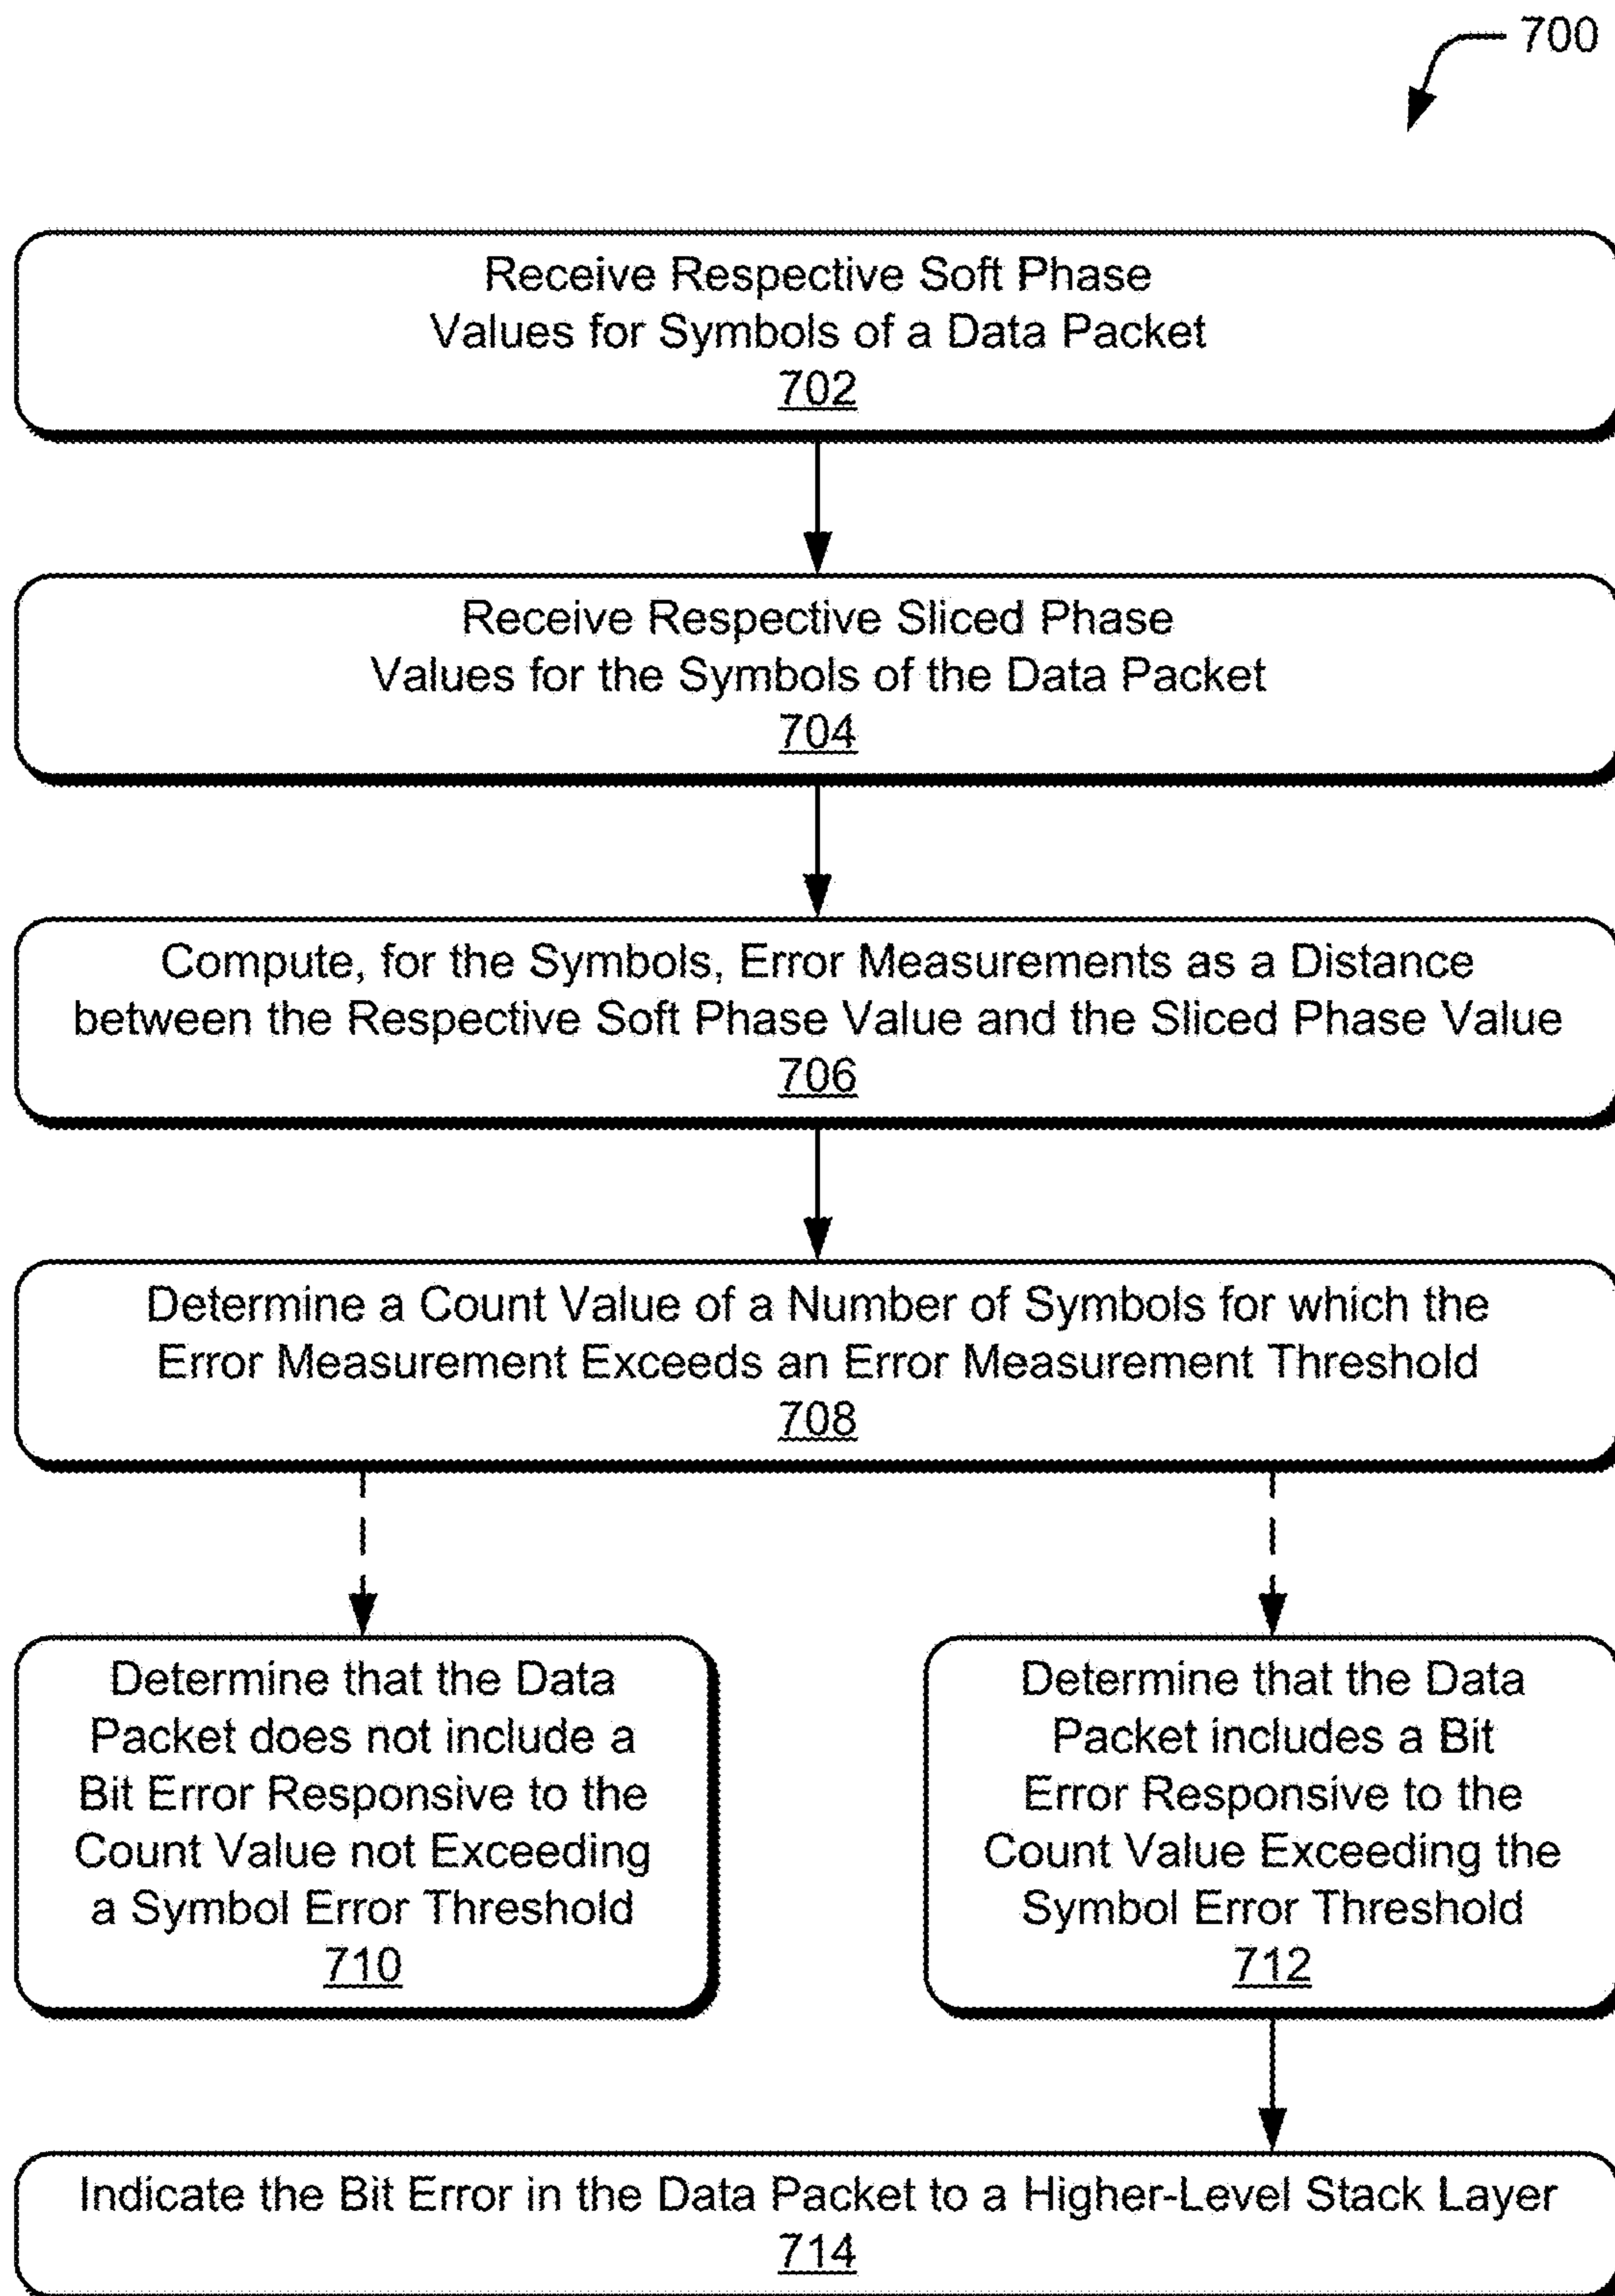 700
Receive Respective Soft Phase
Values for Symbols of a Data Packet
702
Receive Respective Sliced Phase
Values for the Symbols of the Data Packet
704
Compute, for the Symbols, Error Measurements as a Distance
between the Respective Soft Phase Value and the Sliced Phase Value
706
Determine a Count Value of a Number of Symbols for which the
Error Measurement Exceeds an Error Measurement Threshold
708
Determine that the Data
Packet does not include a
Bit Error Responsive to the
Count Value not Exceeding
a Symbol Error Threshold
710
Determine that the Data
Packet includes a Bit
Error Responsive to the
Count Value Exceeding the
Symbol Error Threshold
712
Indicate the Bit Error in the Data Packet to a Higher-Level Stack Layer
714